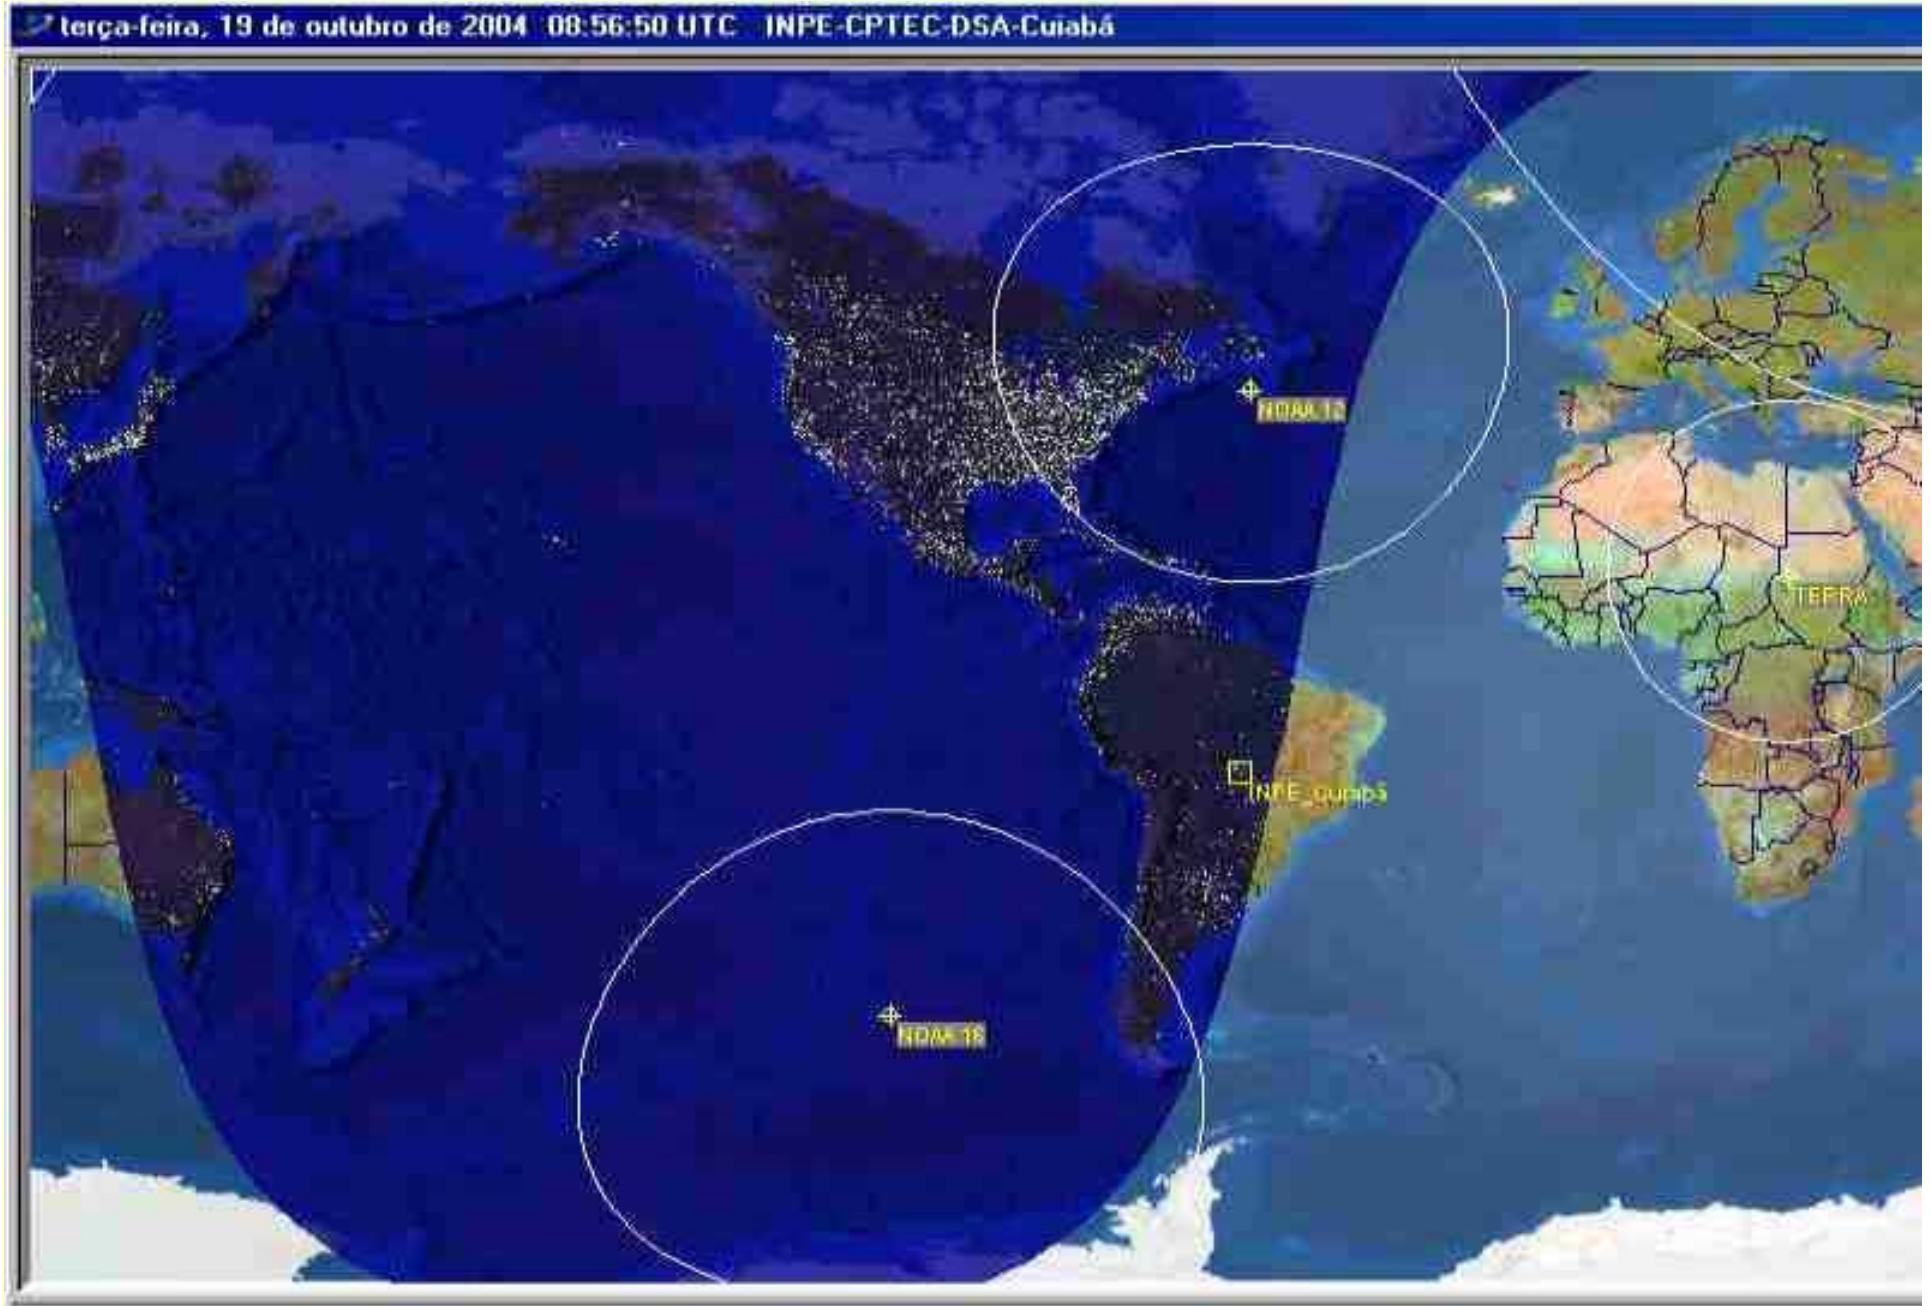 terça-feira, 19 de outubro de 2004 08:56:50 UTC INPE-CPTEC-DSA-Cuiabá
NOAA 12
TERRA
INPE_Cuiabá
NOAA 16